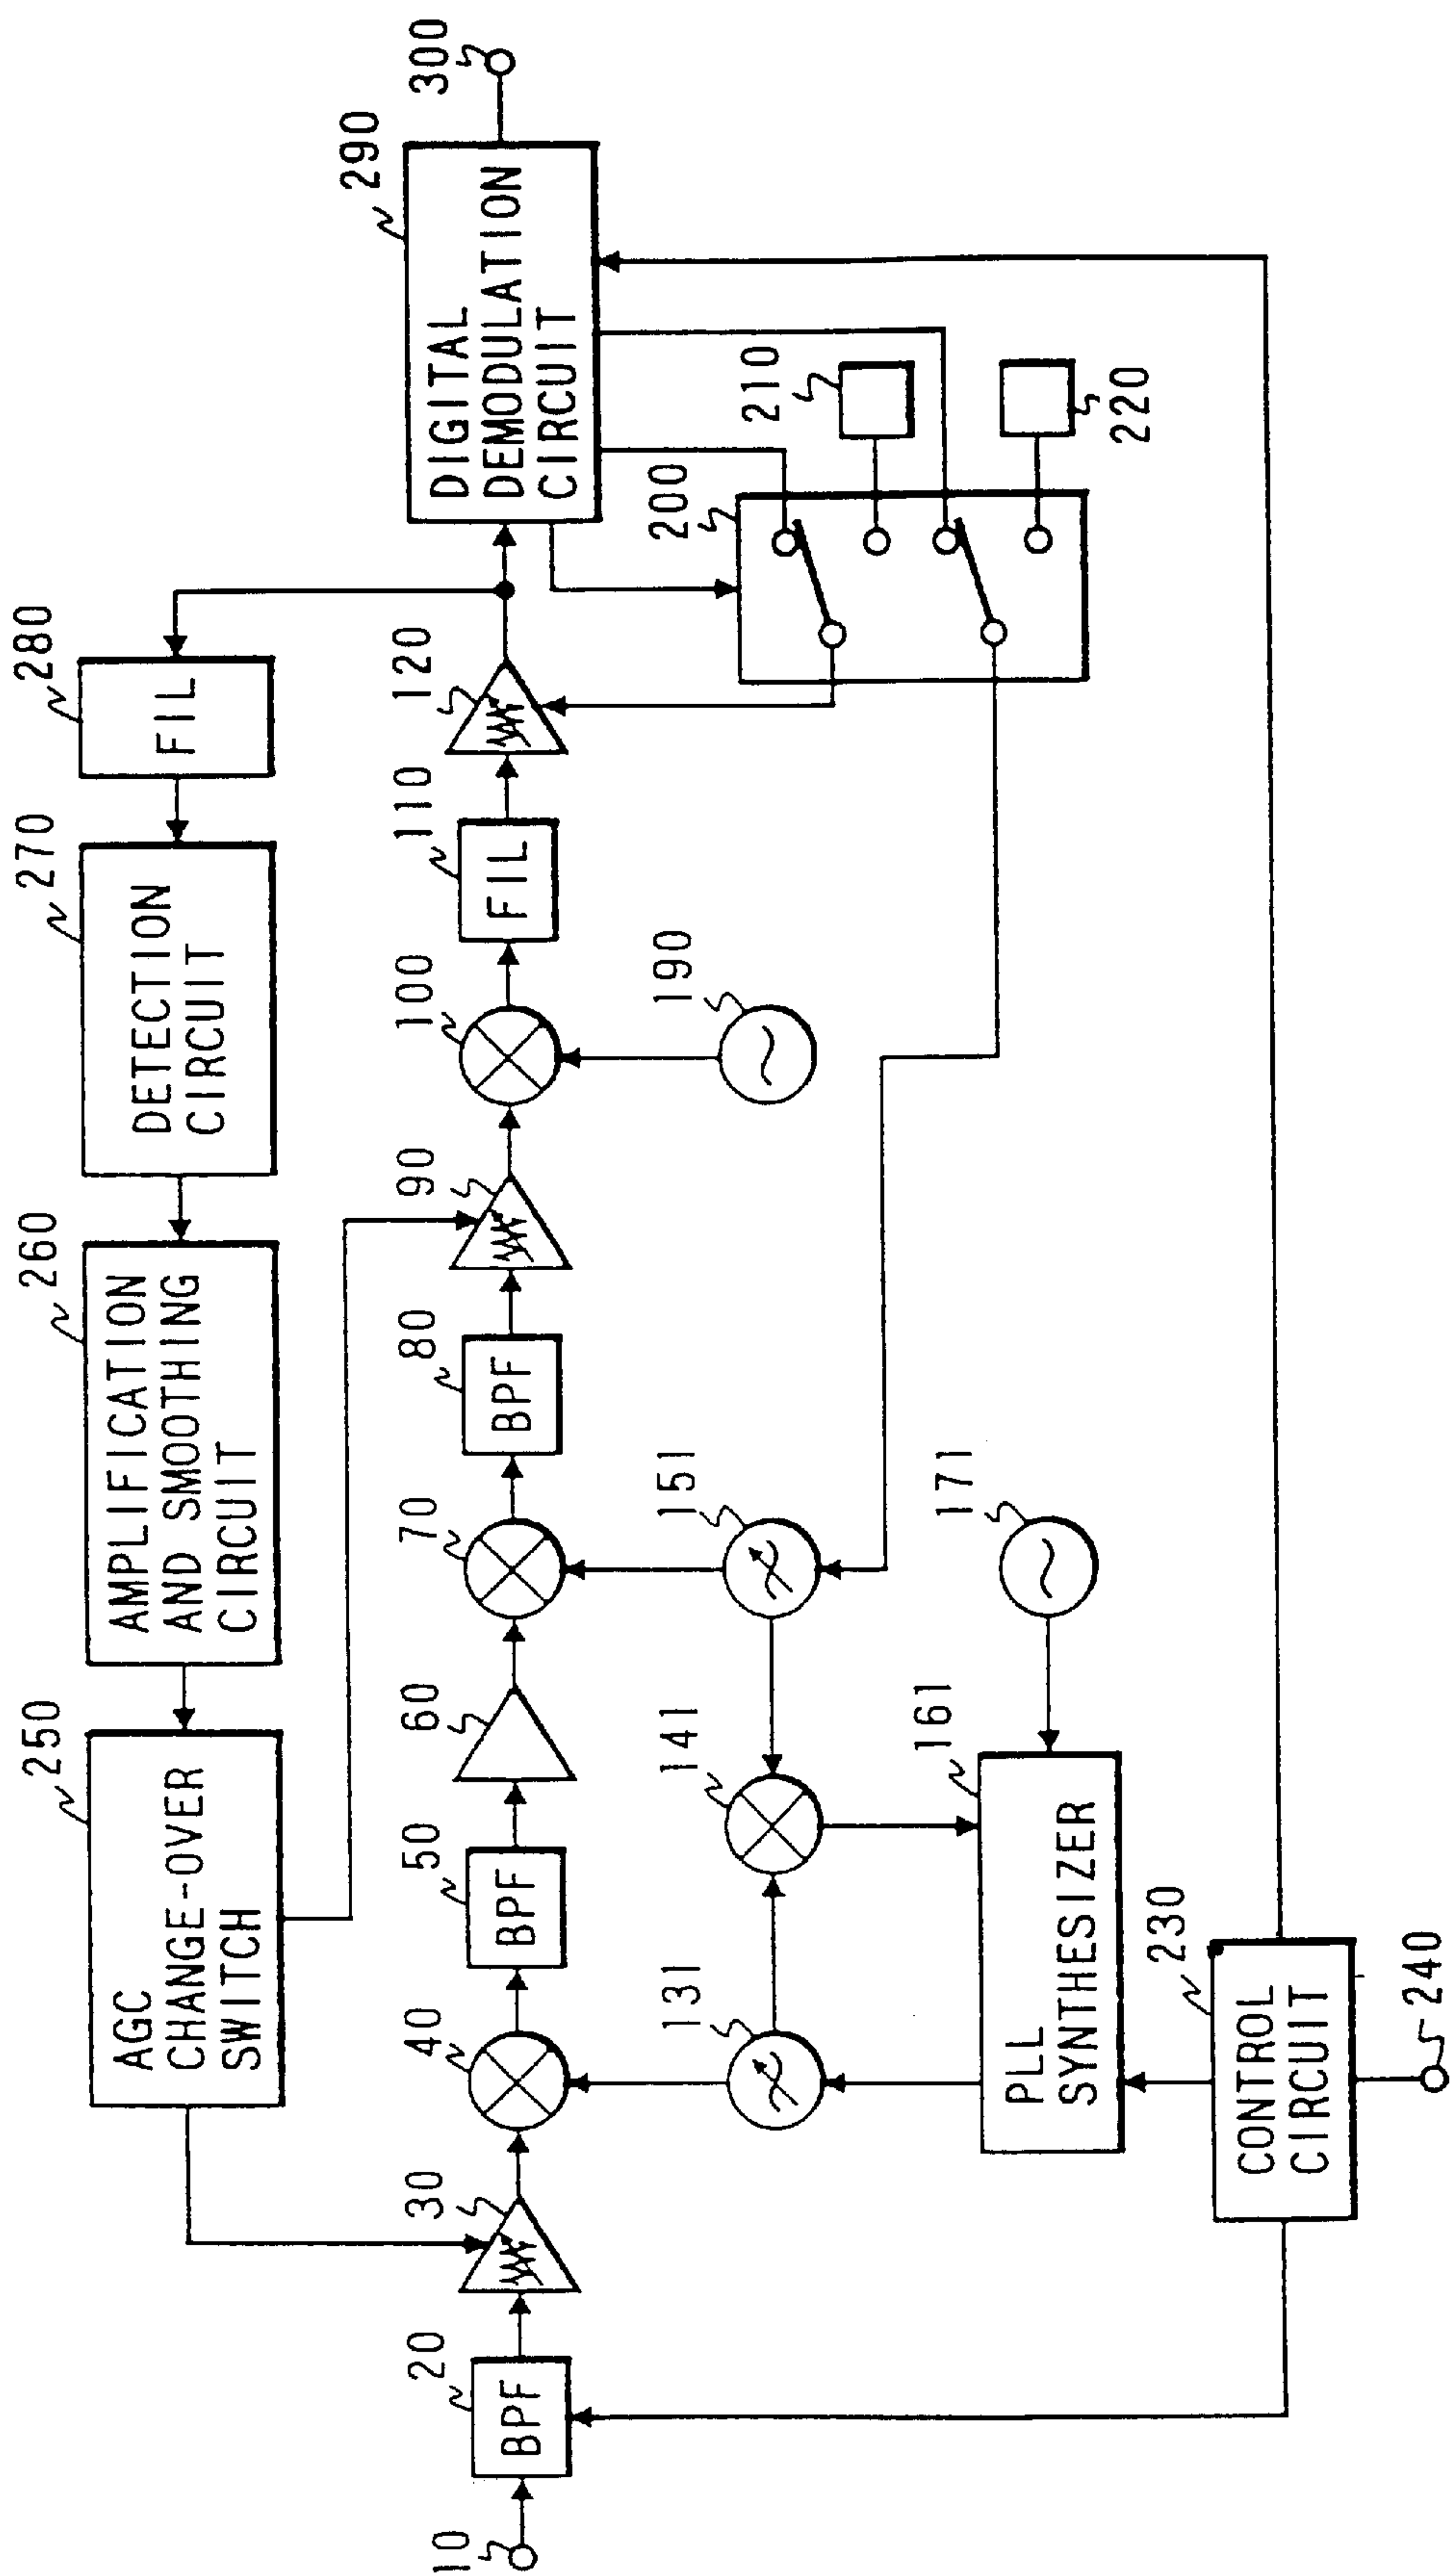 250
AGC
CHANGE-OVER
SWITCH
260
AMPLIFICATION
AND SMOOTHING
CIRCUIT
270
DETECTION
CIRCUIT
280
FIL
290
DIGITAL
DEMODULATION
CIRCUIT
300
10
20
BPF
30
40
50
BPF
60
70
80
BPF
90
100
110
FIL
120
131
141
151
190
200
210
220
161
PLL
SYNTHESIZER
171
230
CONTROL
CIRCUIT
240